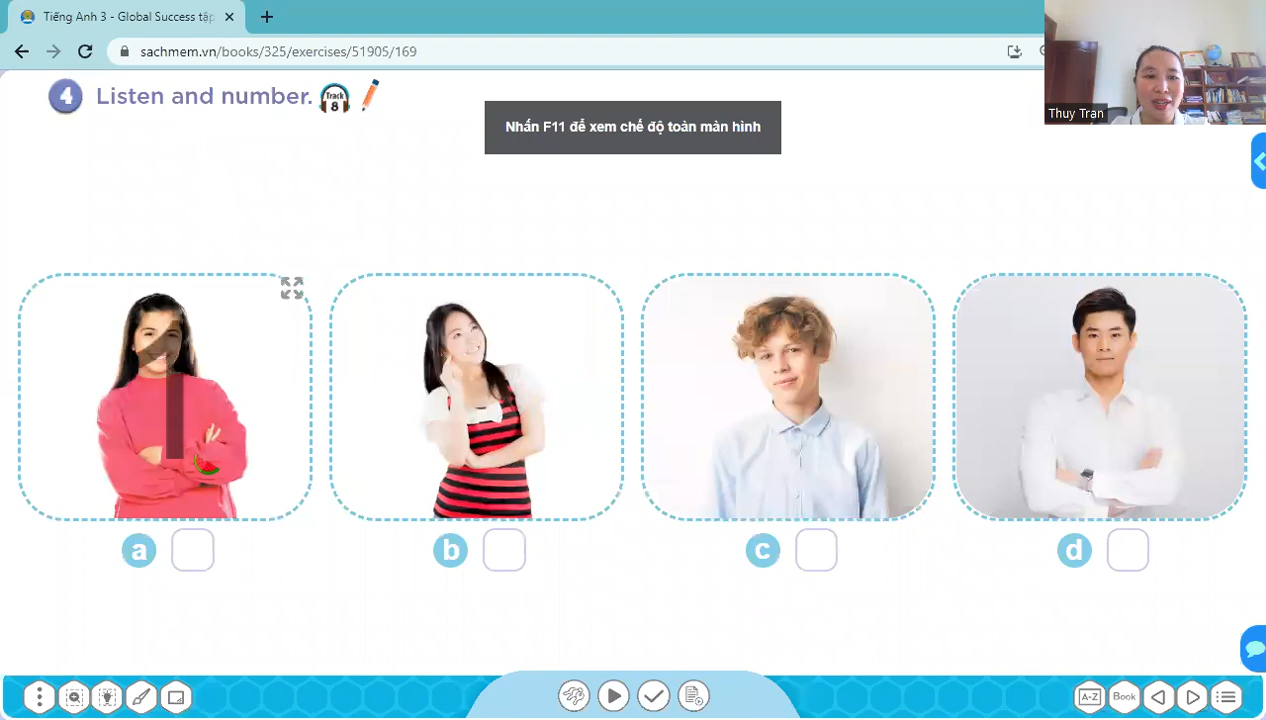 Tiếng Anh 3 - Global Success tập
sachmem.vn/books/325/exercises/51905/169
Thuy Tran
4 Listen and number. Track 8
Nhấn F11 để xem chế độ toàn màn hình
1
a b c d
A-Z Book